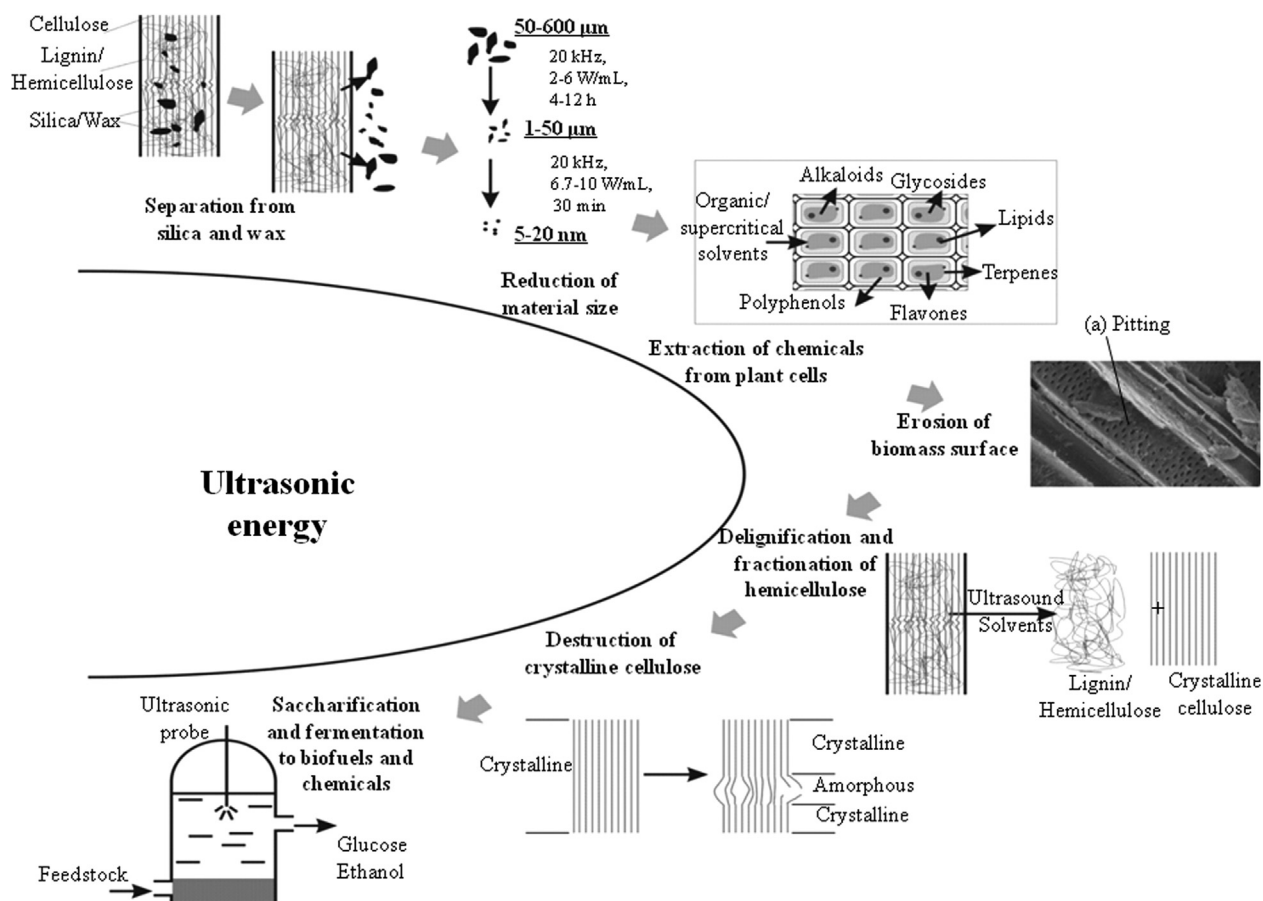 Cellulose
Lignin/
Hemicellulose
Silica/Wax
Separation from
silica and wax
50-600 μm
20 kHz,
2-6 W/mL,
4-12 h
1-50 μm
20 kHz,
6.7-10 W/mL,
30 min
5-20 nm
Reduction of
material size
Organic/
supercritical
solvents
Alkaloids
Glycosides
Lipids
Terpenes
Polyphenols
Flavones
Extraction of chemicals
from plant cells
(a) Pitting
Erosion of
biomass surface
Ultrasonic
energy
Delignification and
fractionation of
hemicellulose
Ultrasound
Solvents
+
Lignin/
Hemicellulose
Crystalline
cellulose
Destruction of
crystalline cellulose
Crystalline
Crystalline
Amorphous
Crystalline
Saccharification
and fermentation
to biofuels and
chemicals
Ultrasonic
probe
Glucose
Ethanol
Feedstock